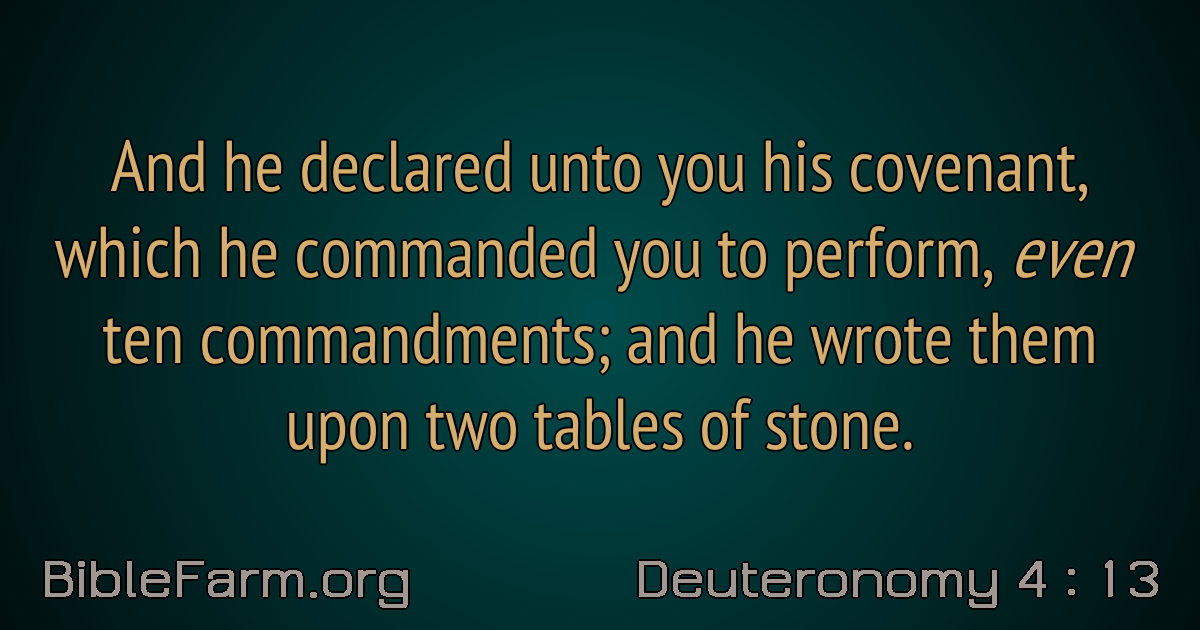 And he declared unto you his covenant,
which he commanded you to perform, even
ten commandments; and he wrote them
upon two tables of stone.
BibleFarm.org
Deuteronomy 4 : 13